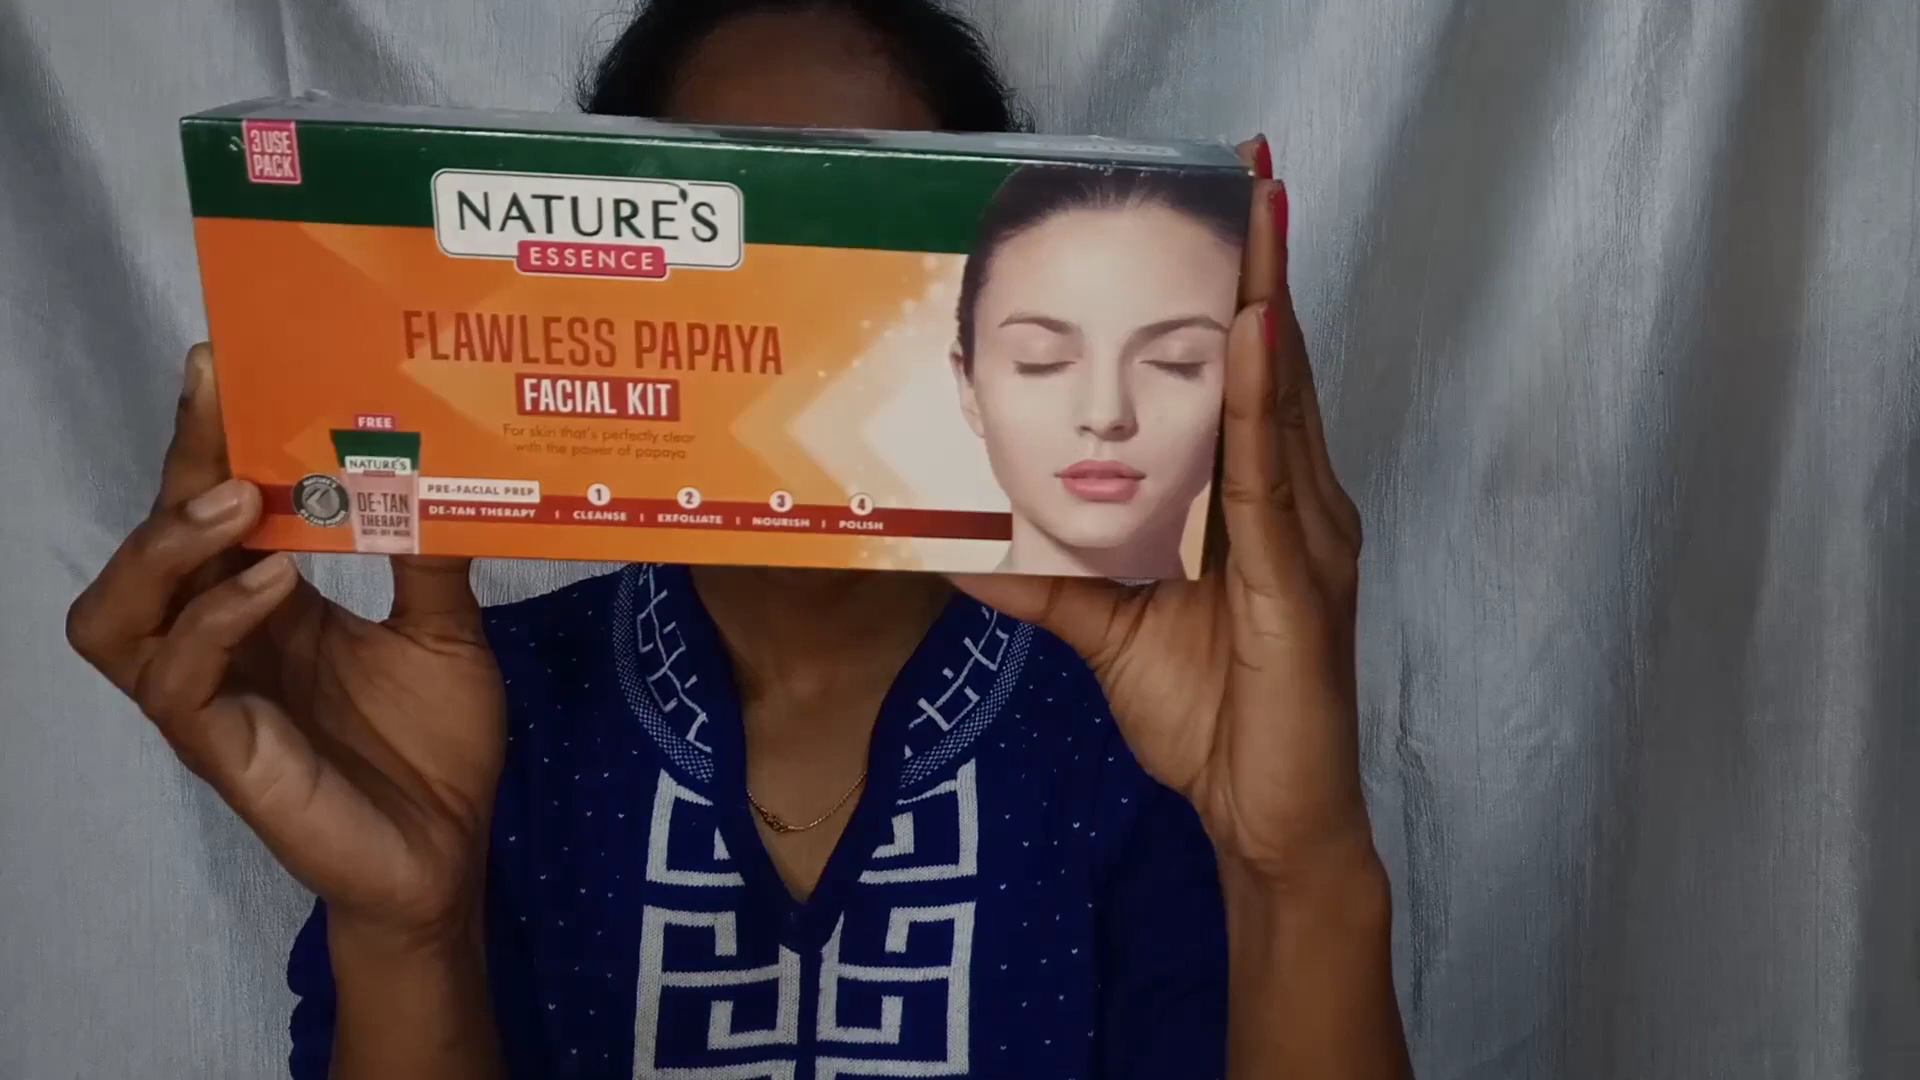 3 USE
PACK
NATURE'S
ESSENCE
FLAWLESS PAPAYA
FACIAL KIT
For skin that's perfectly clear
with the power of papaya
FREE
NATURE'S
DE-TAN
THERAPY
PRE-FACIAL PREP
DE-TAN THERAPY
1 CLEANSE | 2 EXFOLIATE | 3 NOURISH | 4 POLISH